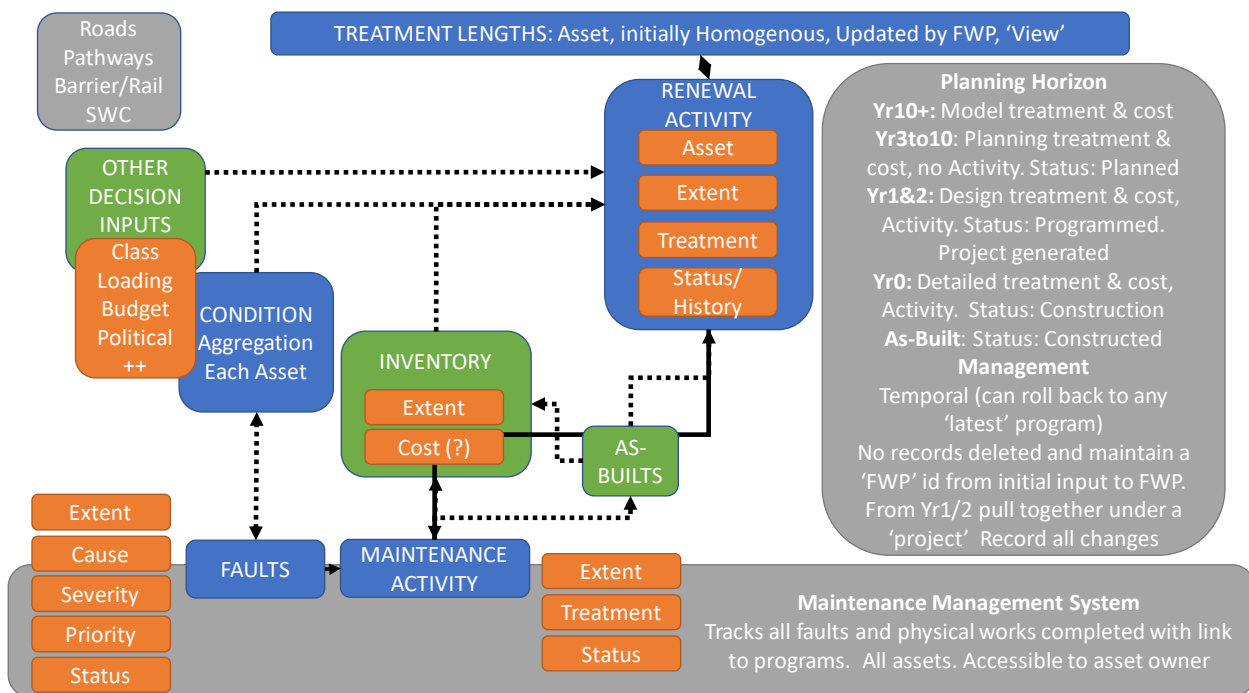 Roads
Pathways
Barrier/Rail
SWC
TREATMENT LENGTHS: Asset, initially Homogenous, Updated by FWP, ‘View’
RENEWAL
ACTIVITY
Asset
Extent
Treatment
Status/
History
OTHER
DECISION
INPUTS
Class
Loading
Budget
Political
++
CONDITION
Aggregation
Each Asset
INVENTORY
Extent
Cost (?)
AS-
BUILTS
Planning Horizon
Yr10+: Model treatment & cost
Yr3to10: Planning treatment &
cost, no Activity. Status: Planned
Yr1&2: Design treatment & cost,
Activity. Status: Programmed.
Project generated
Yr0: Detailed treatment & cost,
Activity.  Status: Construction
As-Built: Status: Constructed
Management
Temporal (can roll back to any
‘latest’ program)
No records deleted and maintain a
‘FWP’ id from initial input to FWP.
From Yr1/2 pull together under a
‘project’  Record all changes
Extent
Cause
Severity
Priority
Status
FAULTS
MAINTENANCE
ACTIVITY
Extent
Treatment
Status
Maintenance Management System
Tracks all faults and physical works completed with link
to programs.  All assets. Accessible to asset owner